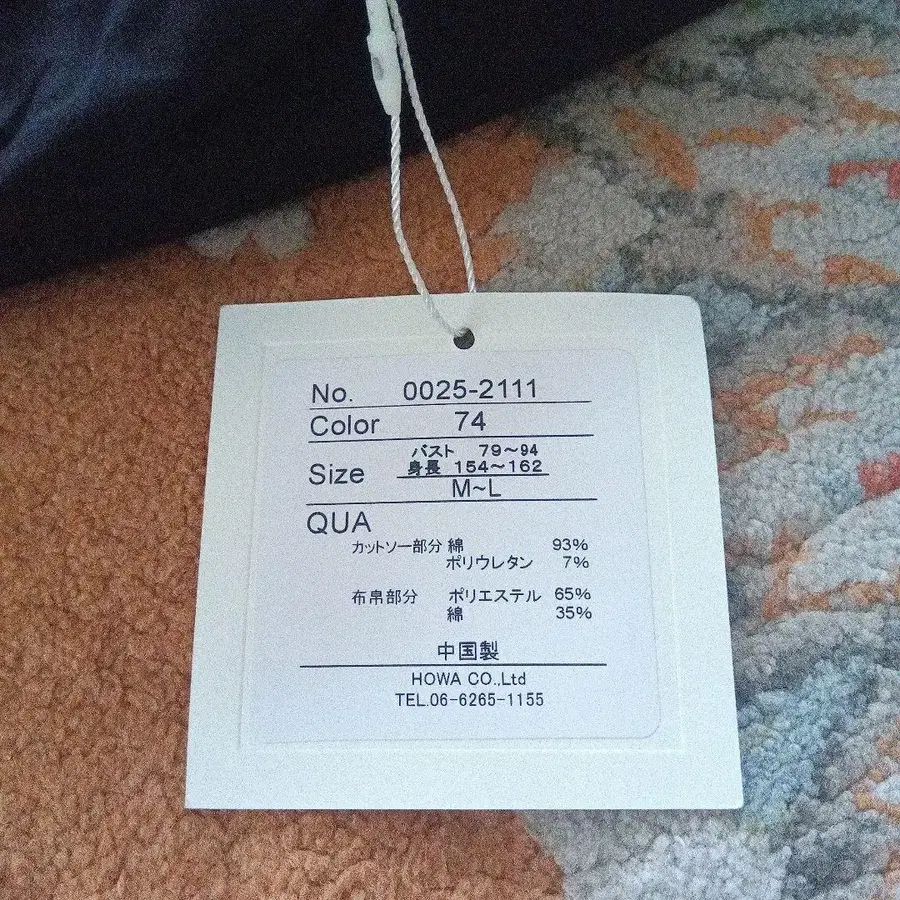 No. 0025-2111
Color 74
バスト 79～94
身長 154～162
Size M~L
QUA
カットソー部分 綿 93%
ポリウレタン 7%
布帛部分 ポリエステル 65%
綿 35%
中国製
HOWA CO.,Ltd
TEL.06-6265-1155